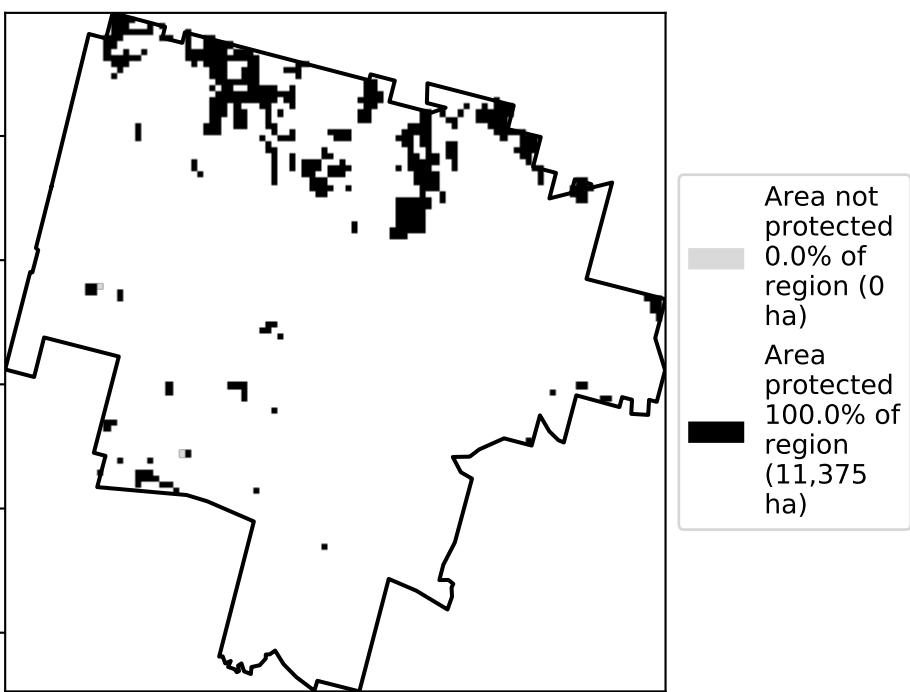 Area not
protected
0.0% of
region (0
ha)
Area
protected
100.0% of
region
(11,375
ha)